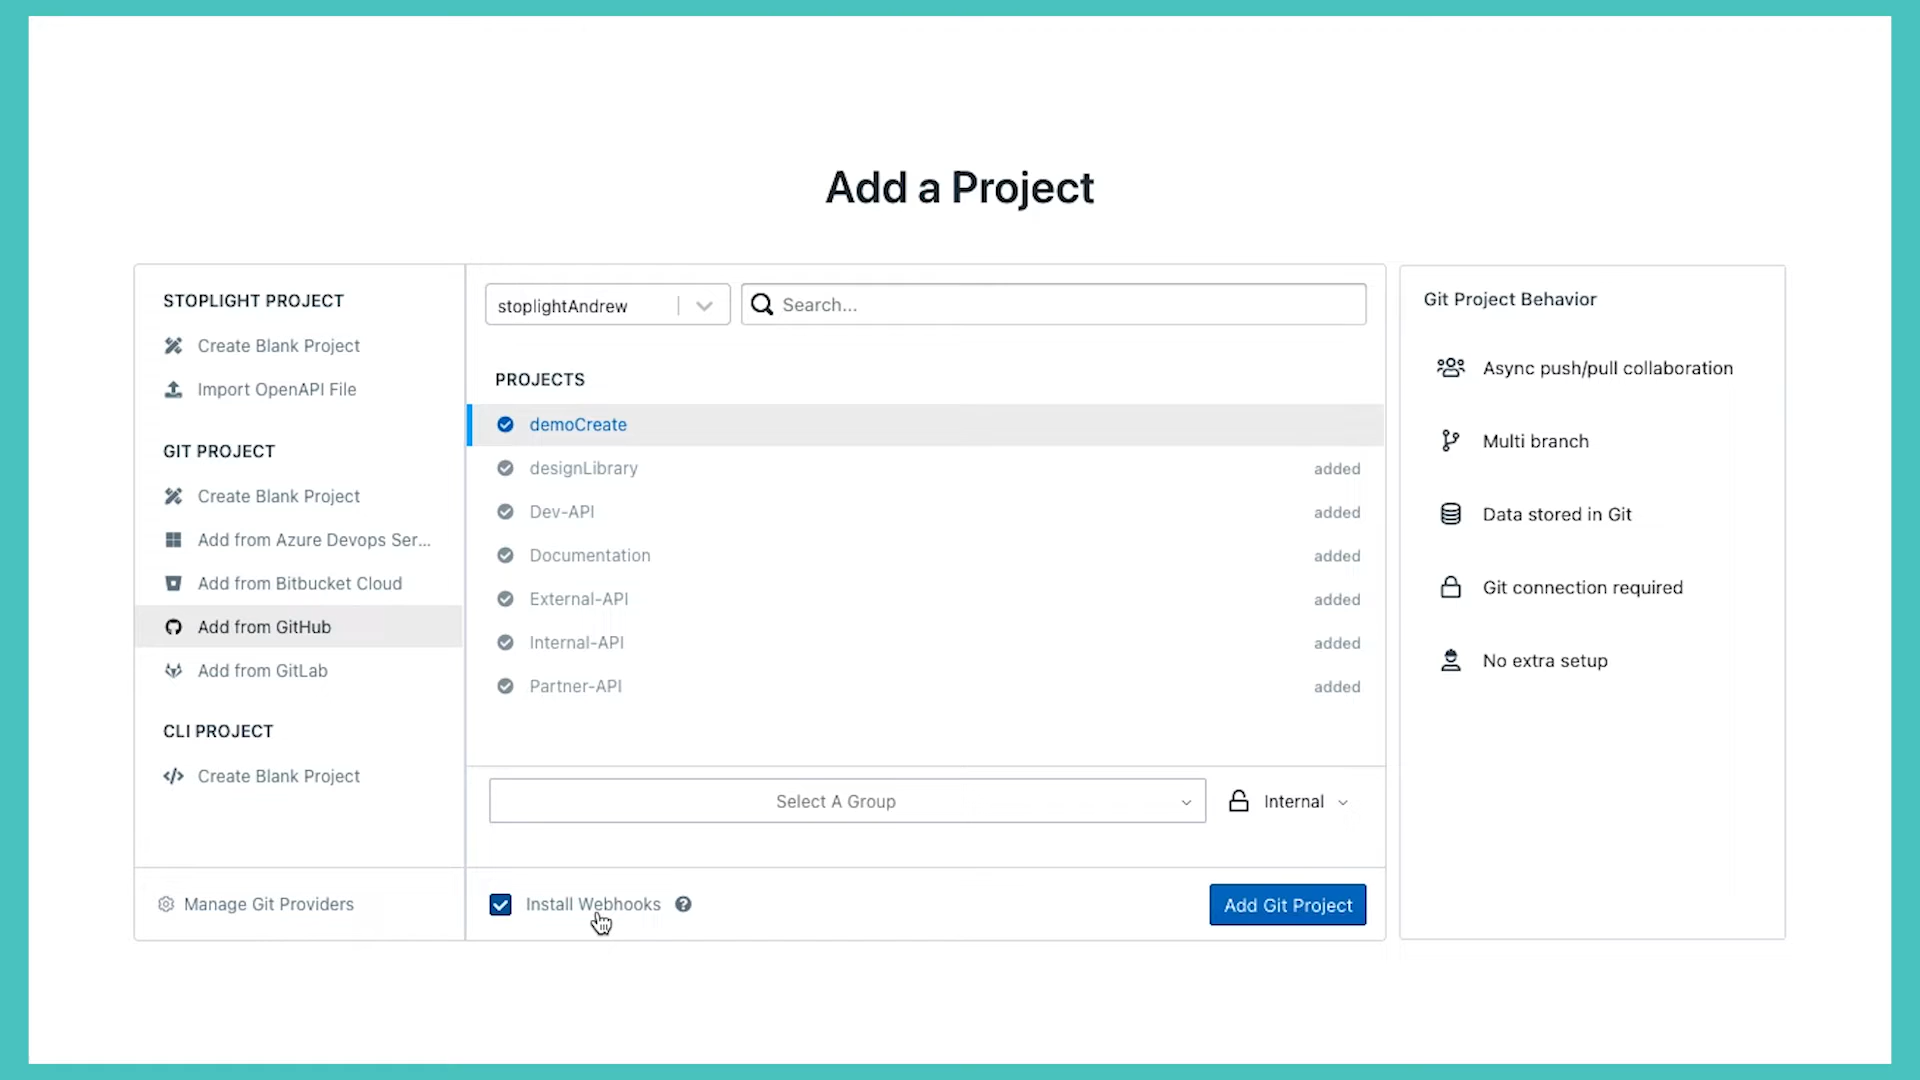 Add a Project
STOPLIGHT PROJECT
Create Blank Project
Import OpenAPI File
GIT PROJECT
Create Blank Project
Add from Azure Devops Ser...
Add from Bitbucket Cloud
Add from GitHub
Add from GitLab
CLI PROJECT
Create Blank Project
Manage Git Providers
stoplightAndrew
Search...
PROJECTS
demoCreate
designLibrary added
Dev-API added
Documentation added
External-API added
Internal-API added
Partner-API added
Select A Group
Internal
Install Webhooks
Add Git Project
Git Project Behavior
Async push/pull collaboration
Multi branch
Data stored in Git
Git connection required
No extra setup